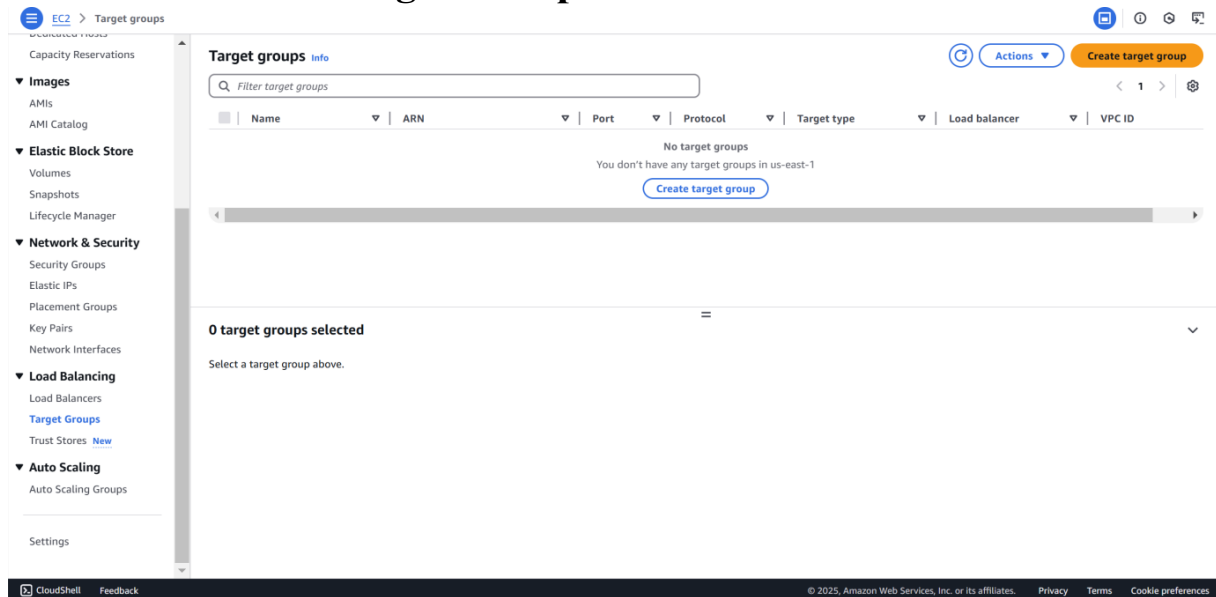 EC2 > Target groups
Capacity Reservations
Images
AMIs
AMI Catalog
Elastic Block Store
Volumes
Snapshots
Lifecycle Manager
Network & Security
Security Groups
Elastic IPs
Placement Groups
Key Pairs
Network Interfaces
Load Balancing
Load Balancers
Target Groups
Trust Stores New
Auto Scaling
Auto Scaling Groups
Settings
Target groups Info
Actions
Create target group
Filter target groups
1
Name ARN Port Protocol Target type Load balancer VPC ID
No target groups
You don't have any target groups in us-east-1
Create target group
0 target groups selected
Select a target group above.
CloudShell Feedback © 2025, Amazon Web Services, Inc. or its affiliates. Privacy Terms Cookie preferences